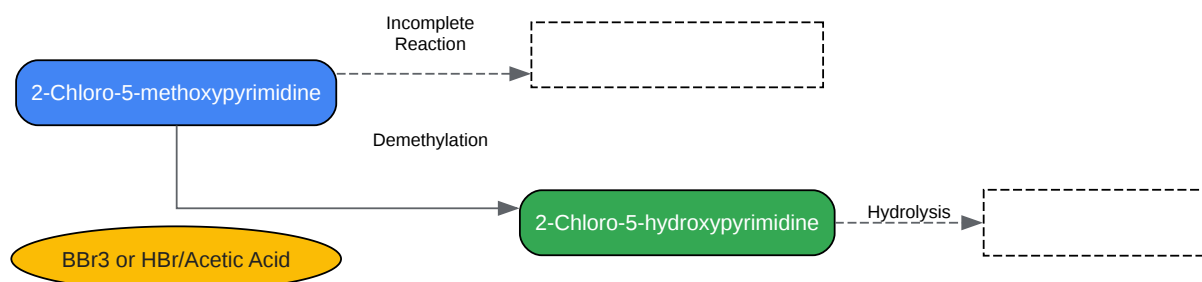 Incomplete
Reaction
2-Chloro-5-methoxypyrimidine
Demethylation
2-Chloro-5-hydroxypyrimidine
Hydrolysis
BBr3 or HBr/Acetic Acid